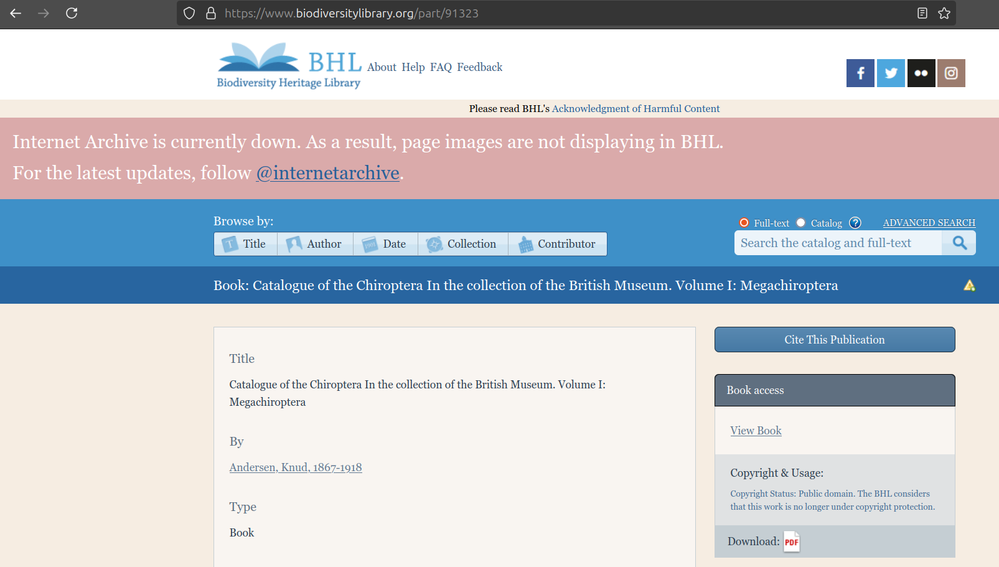 https://www.biodiversitylibrary.org/part/91323
BHL
Biodiversity Heritage Library
About Help FAQ Feedback
Please read BHL's Acknowledgment of Harmful Content
Internet Archive is currently down. As a result, page images are not displaying in BHL.
For the latest updates, follow @internetarchive.
Browse by:
Title Author Date Collection Contributor
Full-text Catalog ? ADVANCED SEARCH
Search the catalog and full-text
Book: Catalogue of the Chiroptera In the collection of the British Museum. Volume I: Megachiroptera
Title
Catalogue of the Chiroptera In the collection of the British Museum. Volume I:
Megachiroptera
By
Andersen, Knud, 1867-1918
Type
Book
Cite This Publication
Book access
View Book
Copyright & Usage:
Copyright Status: Public domain. The BHL considers
that this work is no longer under copyright protection.
Download: PDF